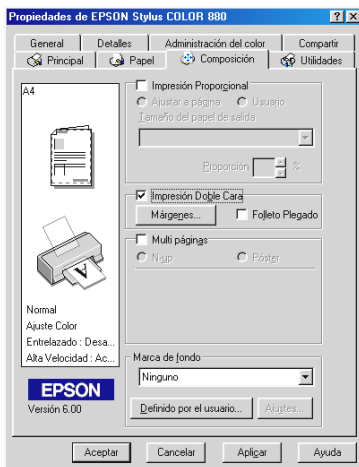 Propiedades de EPSON Stylus COLOR 880
General Detalles Administración del color Compartir
Principal Papel Composición Utilidades
A4
Impresión Proporcional
Ajustar a página Usuario
Tamaño del papel de salida
Proporción %
Impresión Doble Cara
Márgenes... Folleto Plegado
Multi páginas
N-up Póster
A
Normal
Ajuste Color
Entrelazado : Desa...
Alta Velocidad : Ac...
Marca de fondo
Ninguno
EPSON
Versión 6.00
Definido por el usuario... Ajustes...
Aceptar Cancelar Aplicar Ayuda